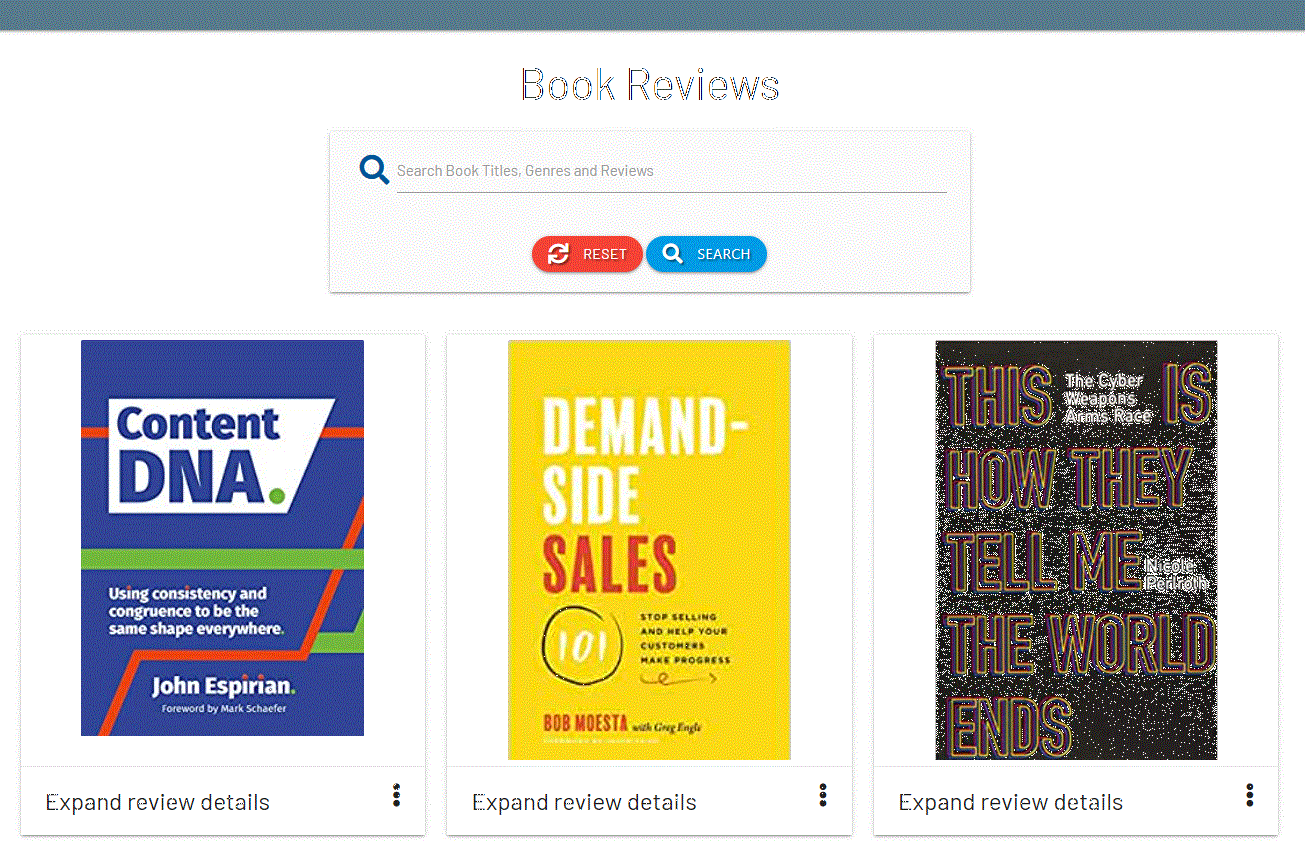 Book Reviews
Search Book Titles, Genres and Reviews
RESET
SEARCH
Content
DNA.
Using consistency and
congruence to be the
same shape everywhere.
John Espirian.
Foreword by Mark Schaefer
Expand review details
DEMAND-
SIDE
SALES
101
STOP SELLING
AND HELP YOUR
CUSTOMERS
MAKE PROGRESS
BOB MOESTA with Greg Engle
Expand review details
THIS IS
The Cyber
Weapons
Arms Race
HOW THEY
TELL ME
Nicole
Perlroth
THE WORLD
ENDS
Expand review details